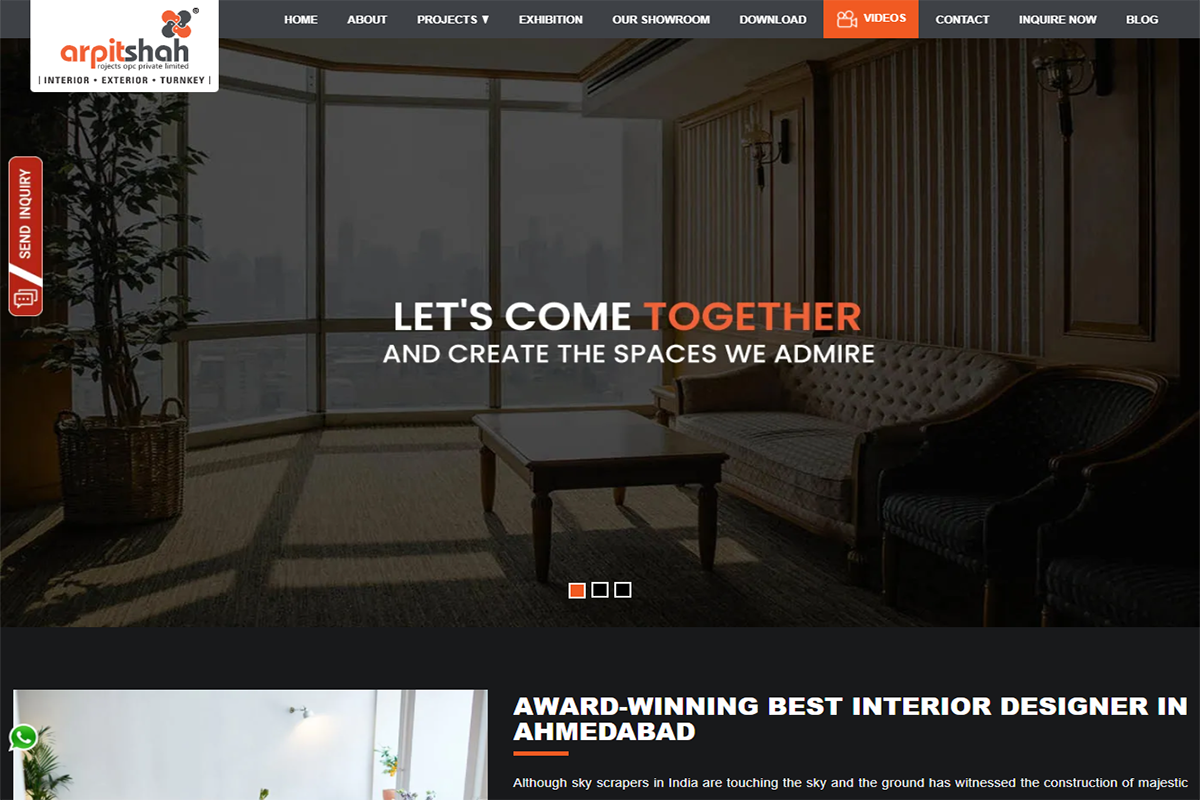 HOME ABOUT PROJECTS ▼ EXHIBITION OUR SHOWROOM DOWNLOAD VIDEOS CONTACT INQUIRE NOW BLOG
arpitshah®
rojects opc private limited
| INTERIOR • EXTERIOR • TURNKEY |
SEND INQUIRY
LET'S COME TOGETHER
AND CREATE THE SPACES WE ADMIRE
AWARD-WINNING BEST INTERIOR DESIGNER IN
AHMEDABAD
Although sky scrapers in India are touching the sky and the ground has witnessed the construction of majestic